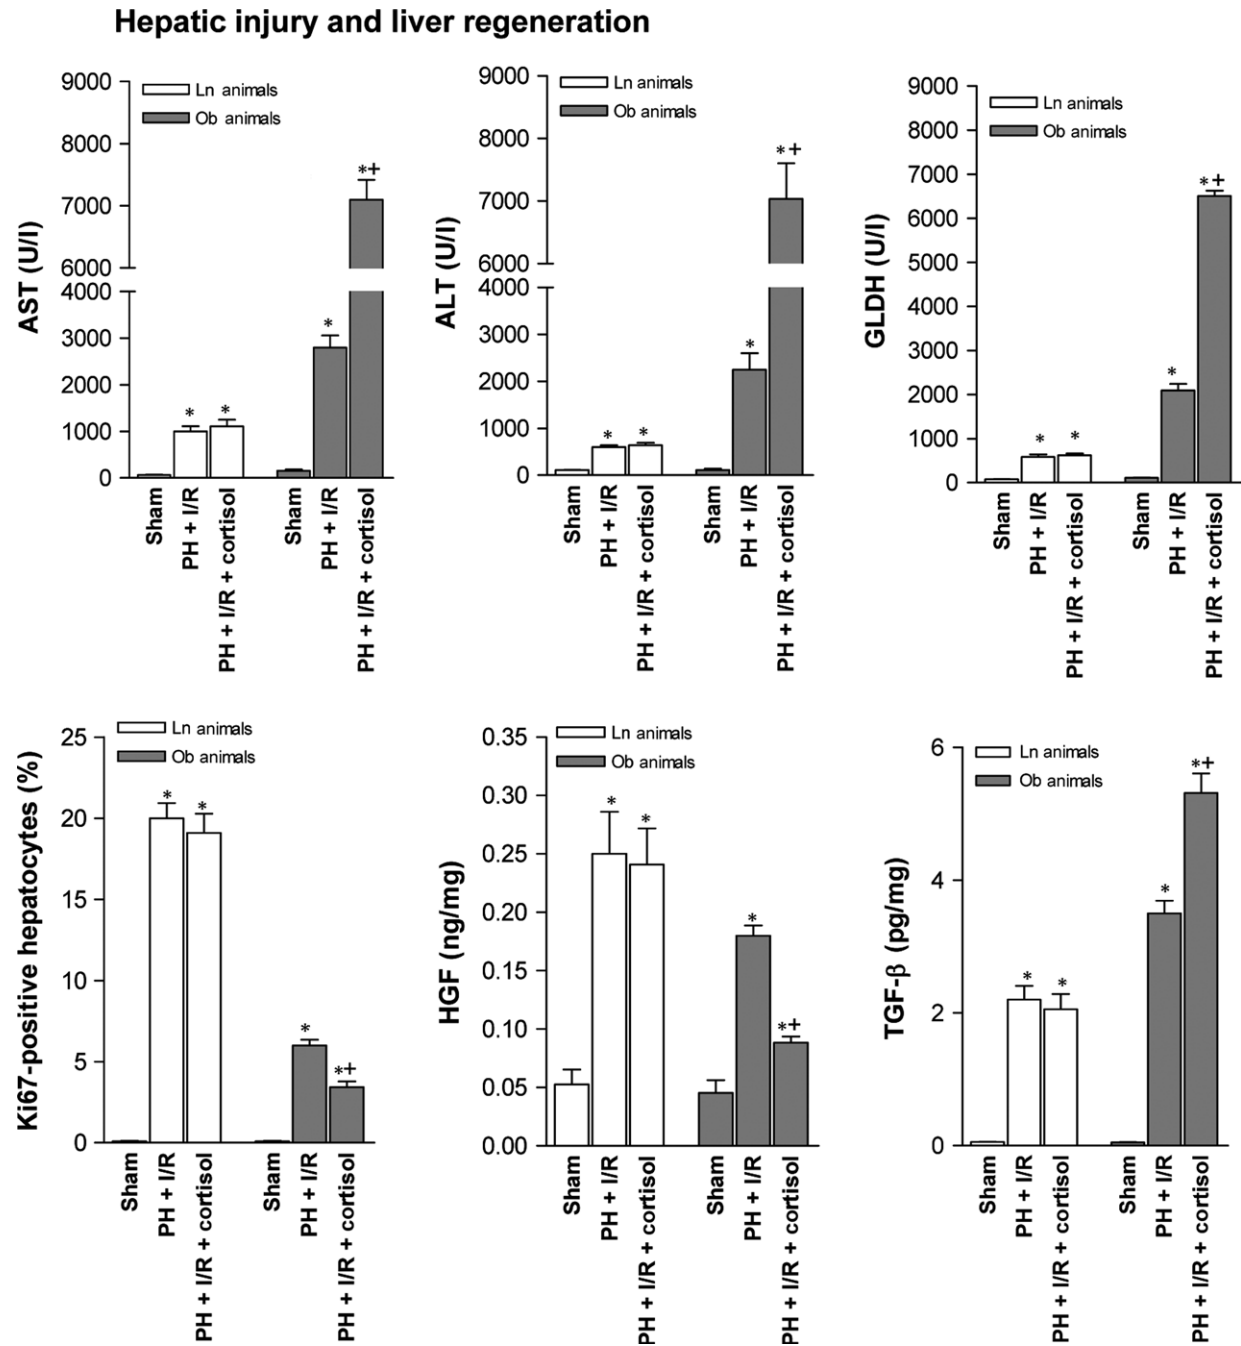 Hepatic injury and liver regeneration
AST (U/l)
9000
8000
7000
6000
4000
3000
2000
1000
0
Ln animals
Ob animals
*
*
*
*+
Sham
PH + I/R
PH + I/R + cortisol
Sham
PH + I/R
PH + I/R + cortisol
ALT (U/l)
9000
8000
7000
6000
4000
3000
2000
1000
0
Ln animals
Ob animals
*
*
*
*+
Sham
PH + I/R
PH + I/R + cortisol
Sham
PH + I/R
PH + I/R + cortisol
GLDH (U/l)
9000
8000
7000
6000
5000
4000
3000
2000
1000
0
Ln animals
Ob animals
*
*
*
*+
Sham
PH + I/R
PH + I/R + cortisol
Sham
PH + I/R
PH + I/R + cortisol
Ki67-positive hepatocytes (%)
25
20
15
10
5
0
Ln animals
Ob animals
*
*
*
*+
Sham
PH + I/R
PH + I/R + cortisol
Sham
PH + I/R
PH + I/R + cortisol
HGF (ng/mg)
0.35
0.30
0.25
0.20
0.15
0.10
0.05
0.00
Ln animals
Ob animals
*
*
*
*+
Sham
PH + I/R
PH + I/R + cortisol
Sham
PH + I/R
PH + I/R + cortisol
TGF-β (pg/mg)
6
4
2
0
Ln animals
Ob animals
*
*
*
*+
Sham
PH + I/R
PH + I/R + cortisol
Sham
PH + I/R
PH + I/R + cortisol